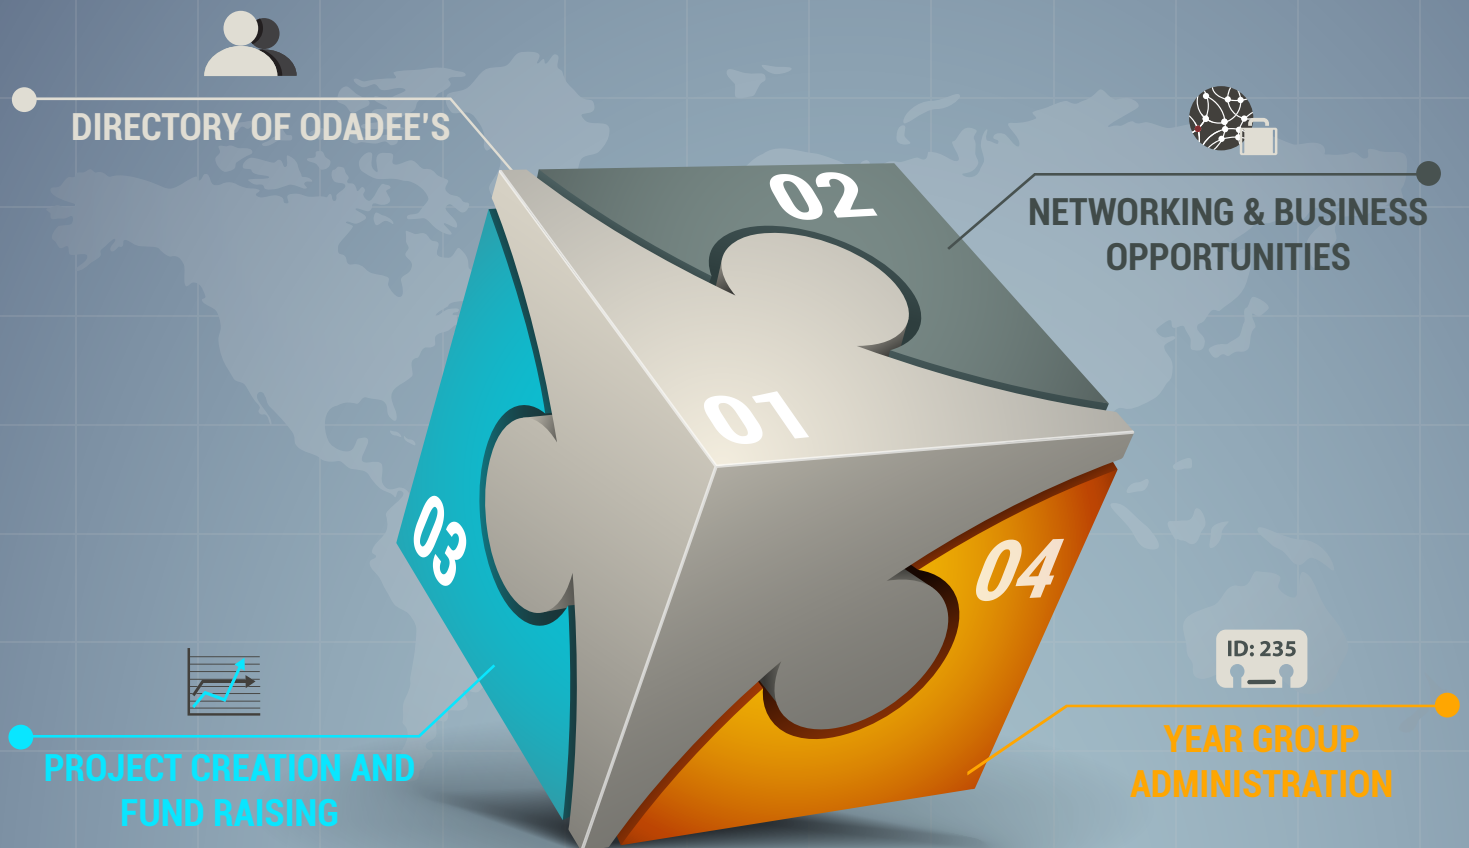 DIRECTORY OF ODADEE'S
02
NETWORKING & BUSINESS
OPPORTUNITIES
01
03
04
ID: 235
PROJECT CREATION AND
FUND RAISING
YEAR GROUP
ADMINISTRATION